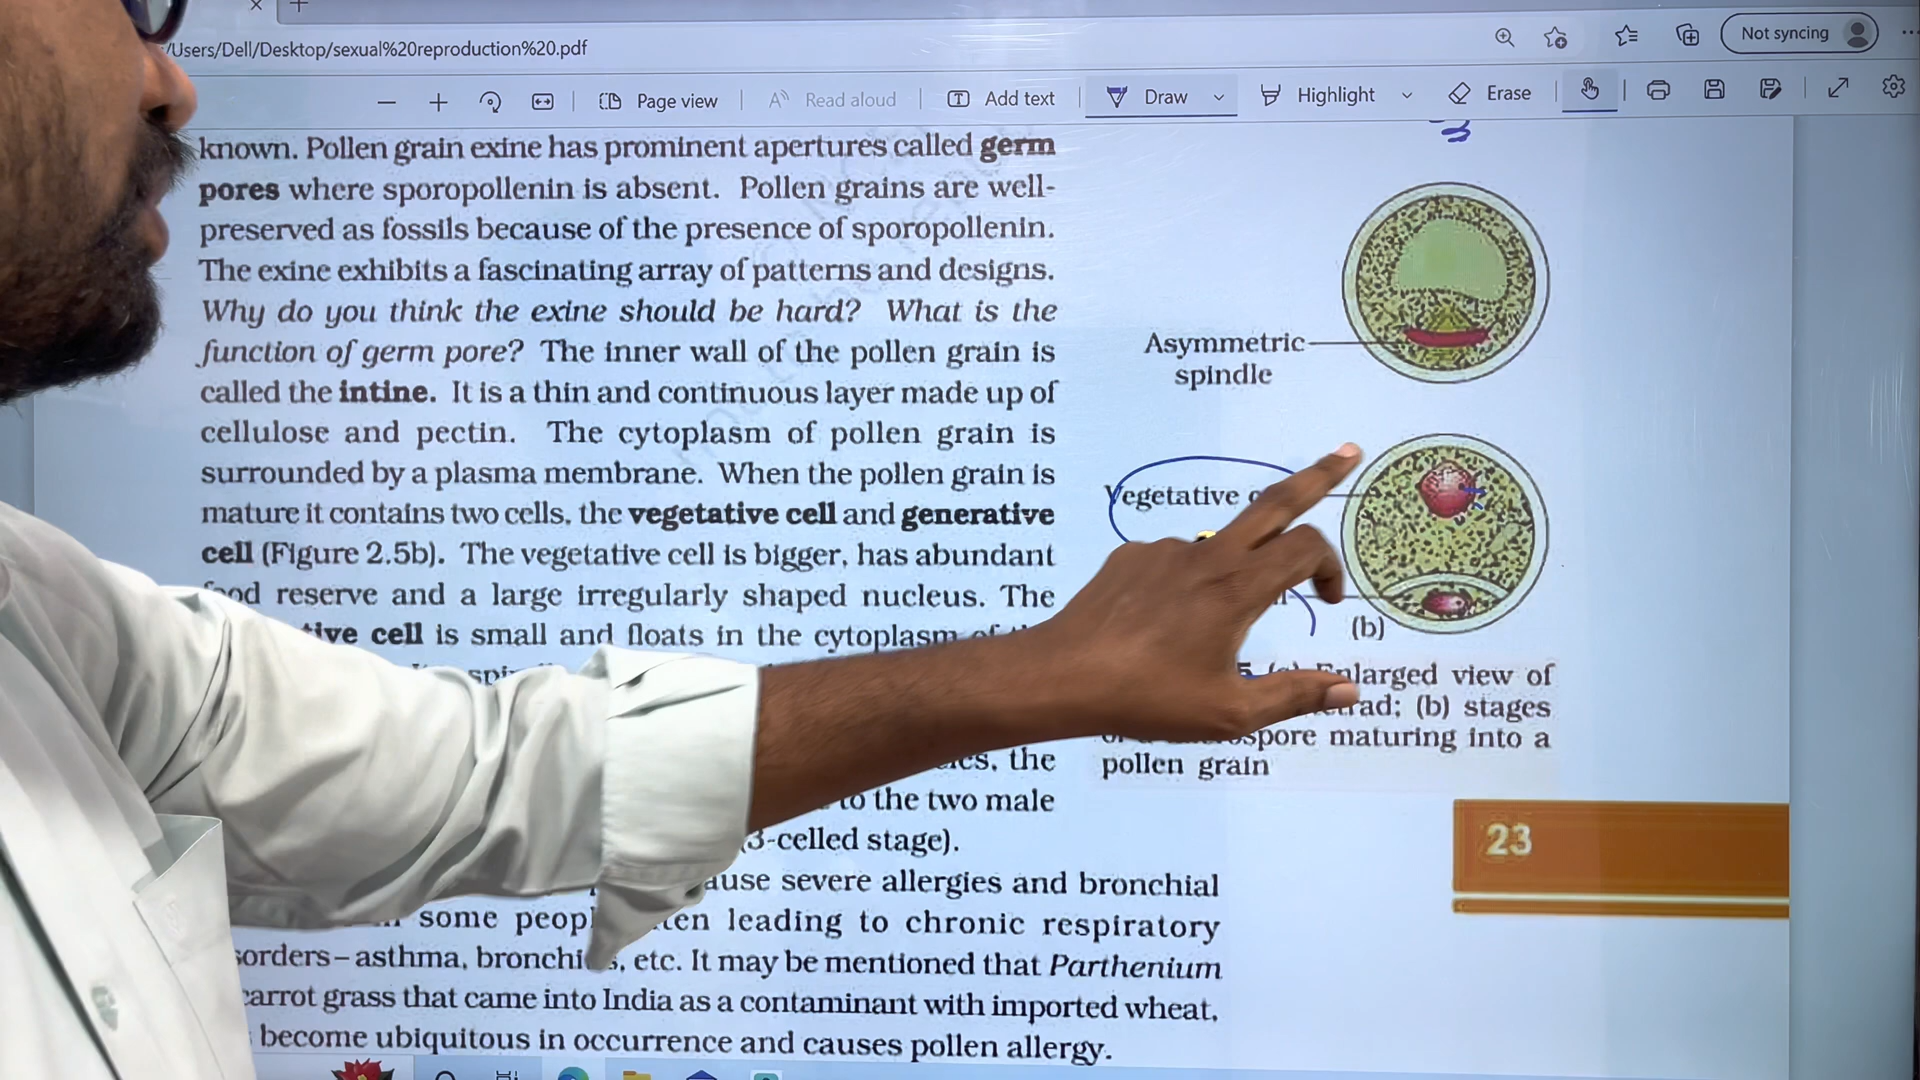 /Users/Dell/Desktop/sexual%20reproduction%20.pdf
Not syncing
Page view
Read aloud
Add text
Draw
Highlight
Erase
known. Pollen grain exine has prominent apertures called germ
pores where sporopollenin is absent. Pollen grains are well-
preserved as fossils because of the presence of sporopollenin.
The exine exhibits a fascinating array of patterns and designs.
Why do you think the exine should be hard? What is the
function of germ pore? The inner wall of the pollen grain is
called the intine. It is a thin and continuous layer made up of
cellulose and pectin. The cytoplasm of pollen grain is
surrounded by a plasma membrane. When the pollen grain is
mature it contains two cells, the vegetative cell and generative
cell (Figure 2.5b). The vegetative cell is bigger, has abundant
reserve and a large irregularly shaped nucleus. The
cell is small and floats in the cytoplasm of
the
to the two male
(3-celled stage).
severe allergies and bronchial
some leading to chronic respiratory
– asthma, etc. It may be mentioned that Parthenium
carrot grass that came into India as a contaminant with imported wheat,
become ubiquitous in occurrence and causes pollen allergy.
Asymmetric
spindle
Vegetative
(b)
Enlarged view of
(b) stages
maturing into a
pollen grain
23